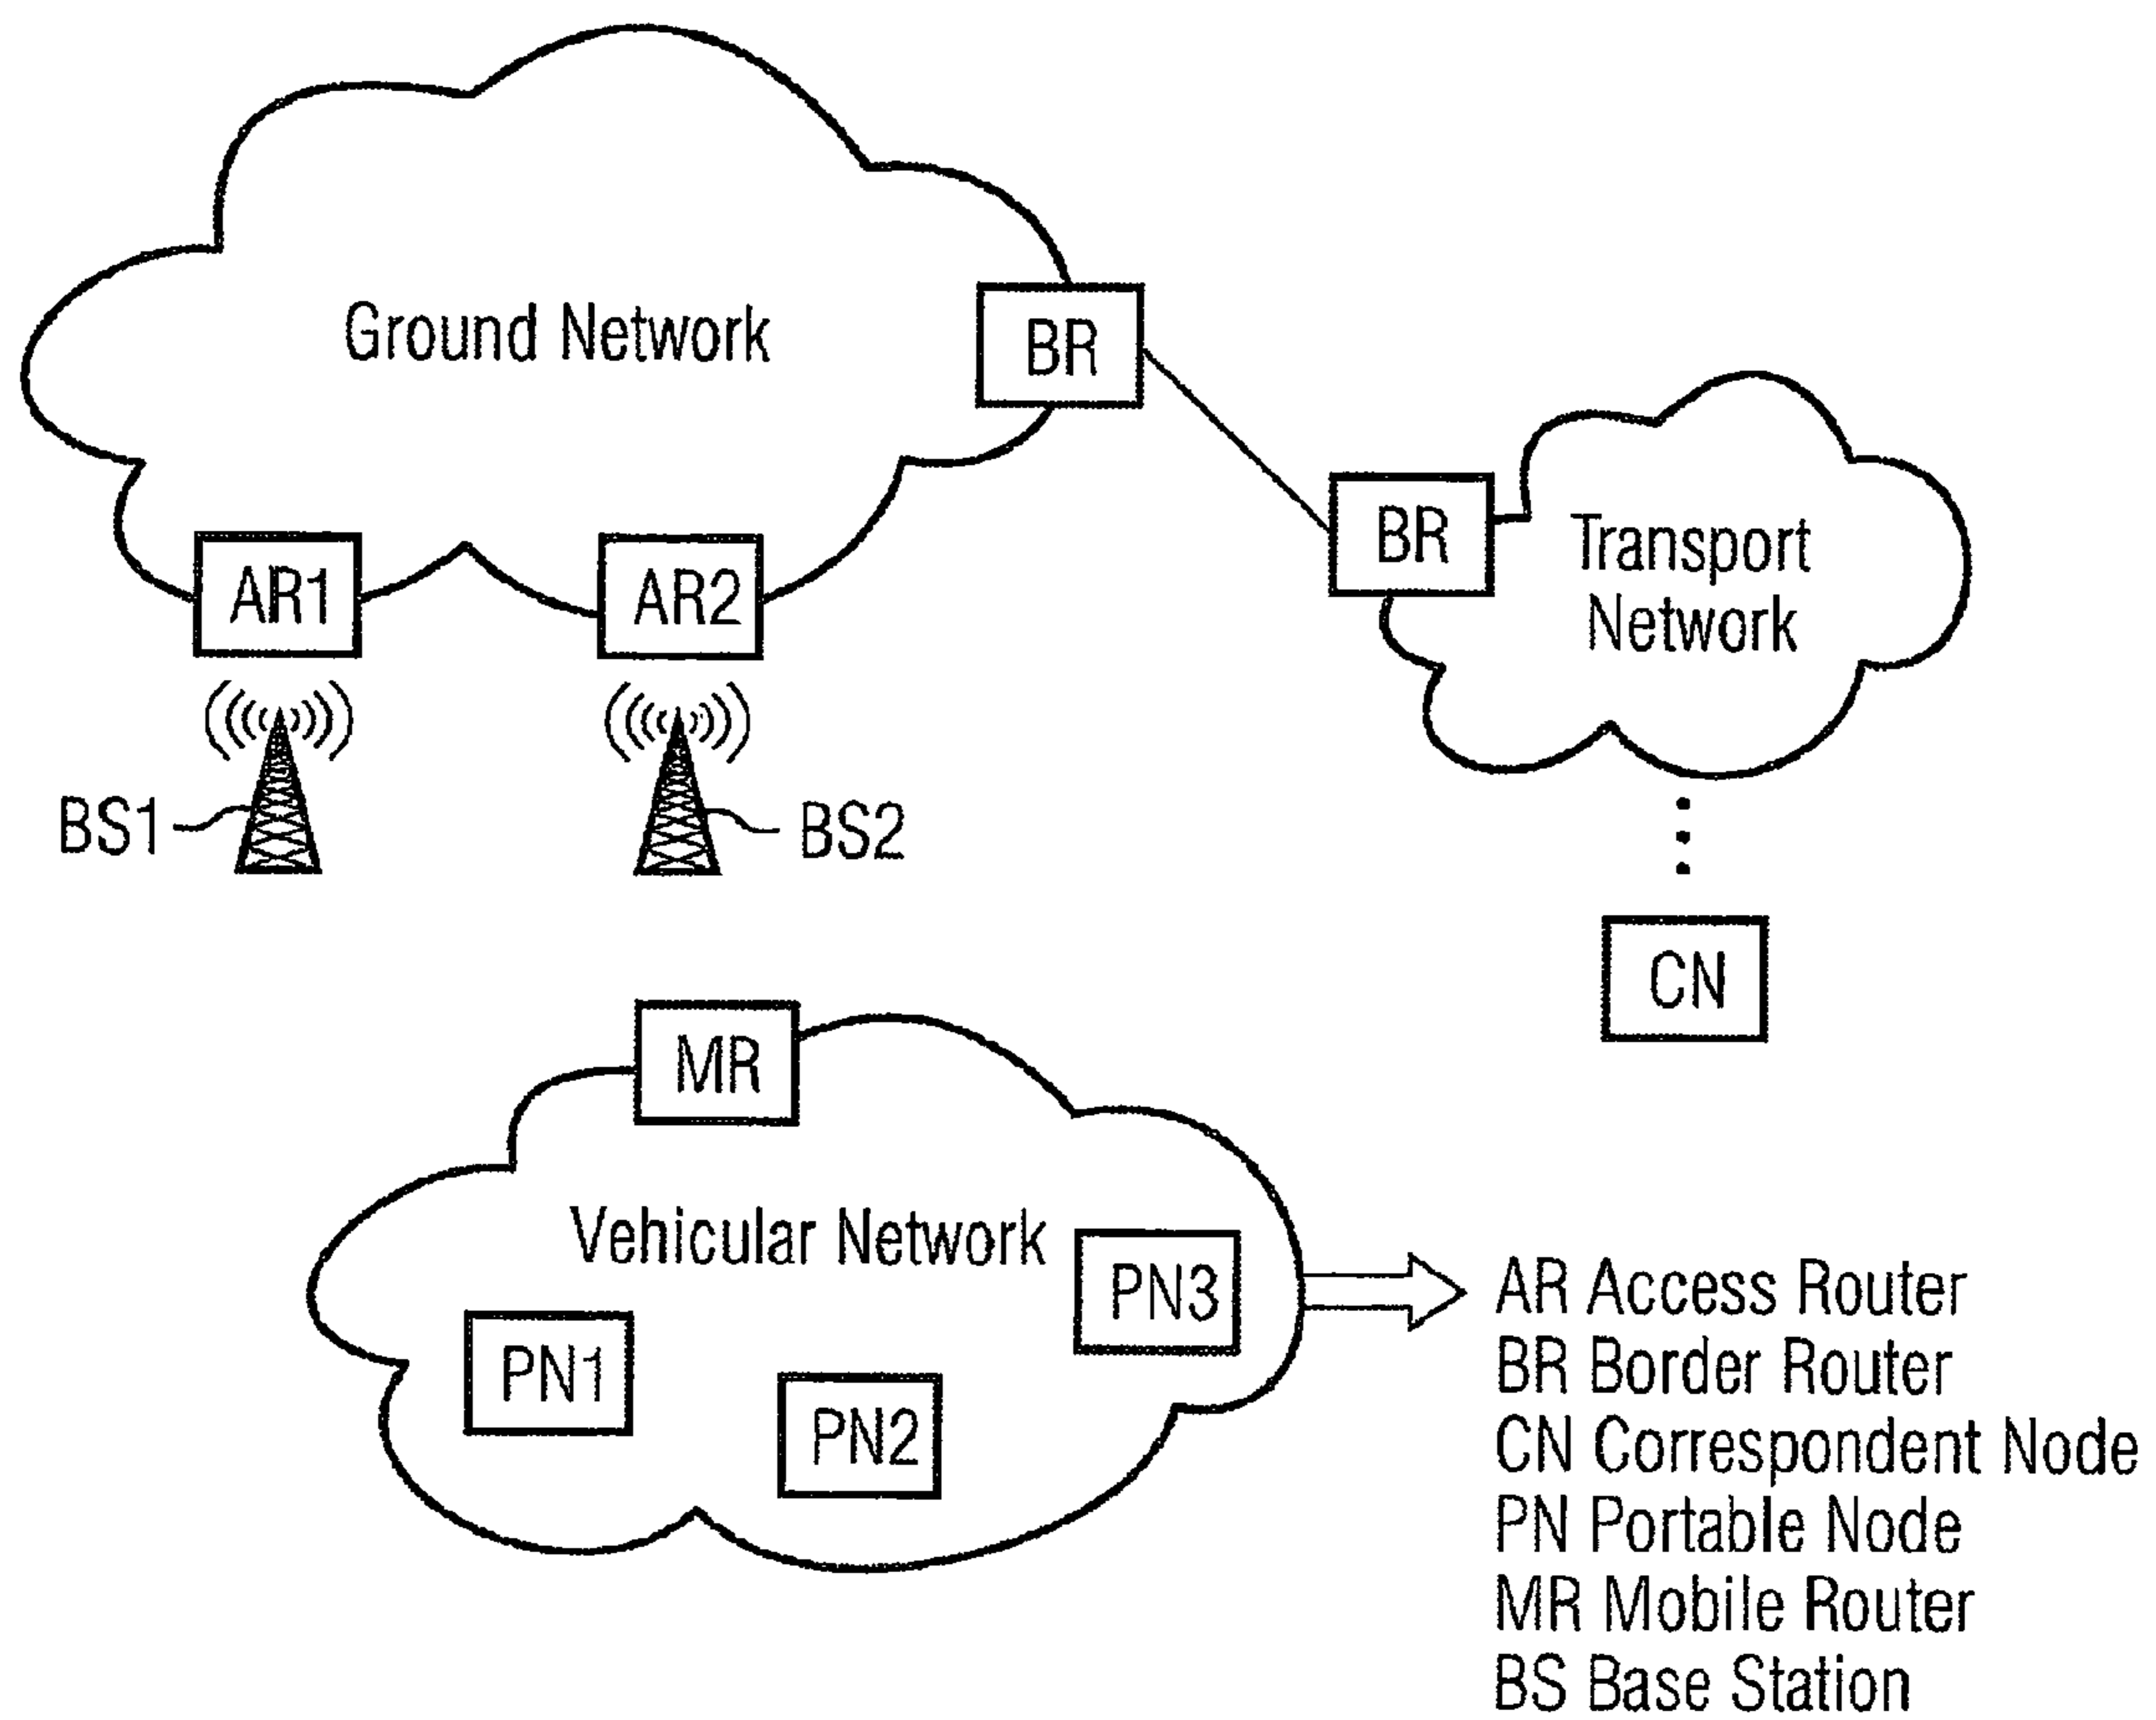 Ground Network
BR
BR
Transport
Network
AR1
AR2
BS1
BS2
CN
MR
Vehicular Network
PN3
PN1
PN2
AR Access Router
BR Border Router
CN Correspondent Node
PN Portable Node
MR Mobile Router
BS Base Station